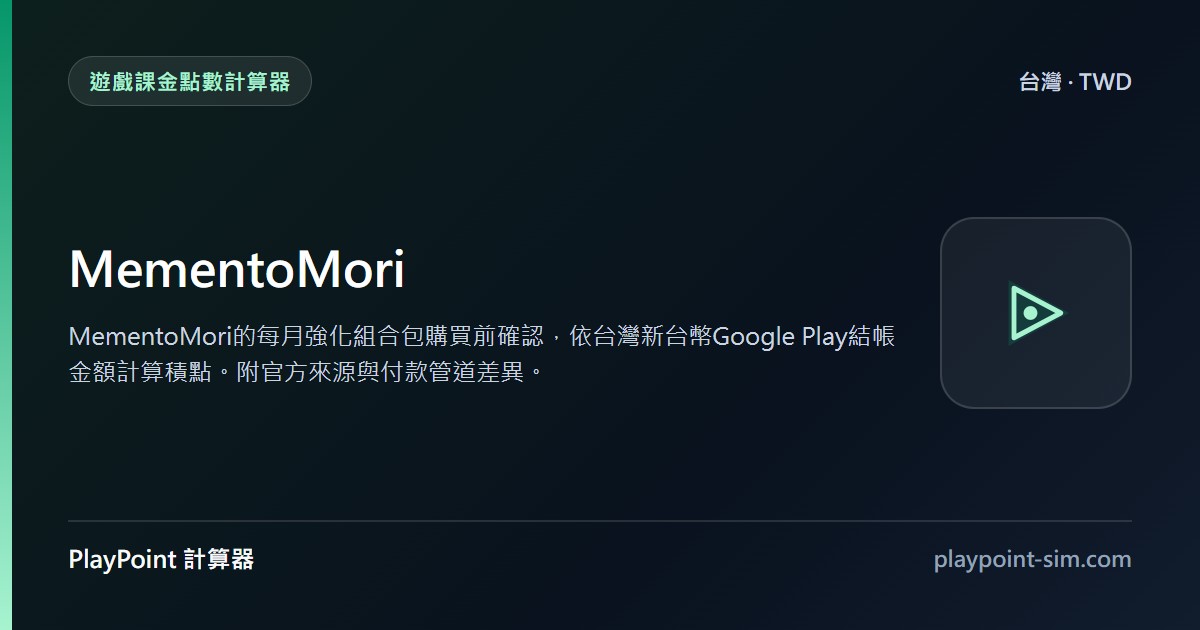 遊戲課金點數計算器
台灣 · TWD
MementoMori
MementoMori的每月強化組合包購買前確認，依台灣新台幣Google Play結帳
金額計算積點。附官方來源與付款管道差異。
PlayPoint 計算器
playpoint-sim.com